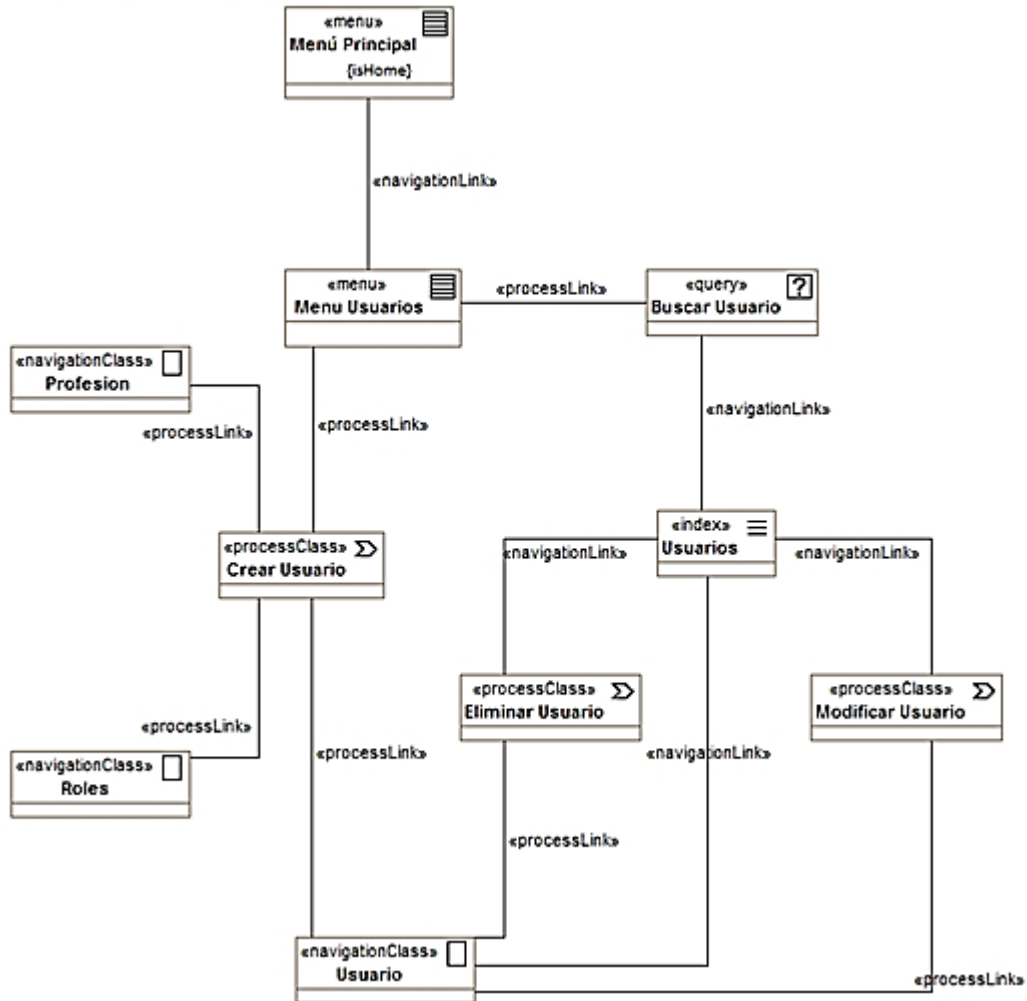 «menu»
Menú Principal
{isHome}
«navigationLink»
«menu»
Menu Usuarios
«processLink»
«query»
?
Buscar Usuario
«navigationClass»
Profesion
«processLink»
«processLink»
«navigationLink»
«processClass»
Crear Usuario
«index»
Usuarios
«navigationLink»
«navigationLink»
«processClass»
Eliminar Usuario
«processClass»
Modificar Usuario
«processLink»
«navigationClass»
Roles
«processLink»
«navigationLink»
«processLink»
«navigationClass»
Usuario
«processLink»